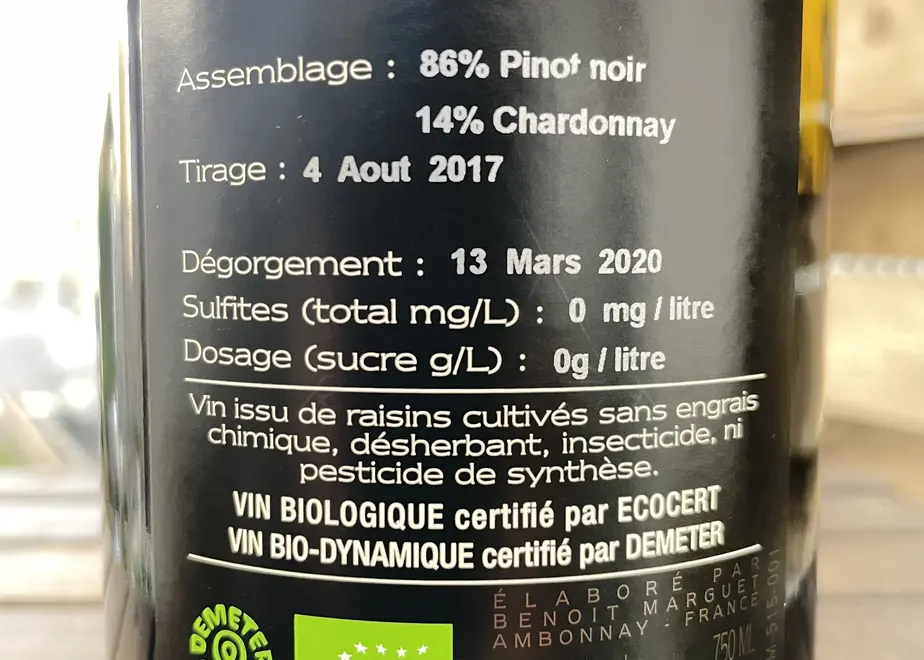 Assemblage : 86% Pinot noir
14% Chardonnay
Tirage : 4 Aout 2017
Dégorgement : 13 Mars 2020
Sulfites (total mg/L) : 0 mg / litre
Dosage (sucre g/L) : 0g / litre
Vin issu de raisins cultivés sans engrais
chimique, désherbant, insecticide, ni
pesticide de synthèse.
VIN BIOLOGIQUE certifié par ECOCERT
VIN BIO-DYNAMIQUE certifié par DEMETER
ÉLABORÉ PAR
BENOIT MARGUET
AMBONNAY - FRANCE
750 ML
DEMETER